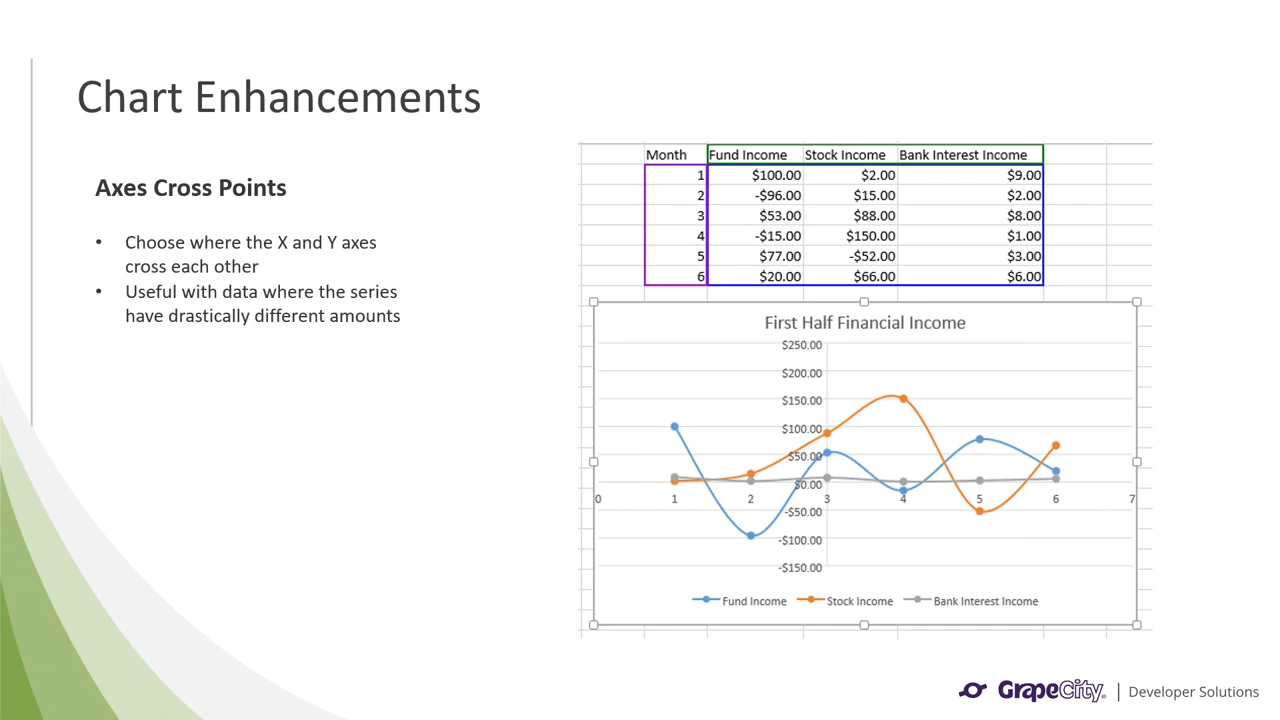 Chart Enhancements
Axes Cross Points
• Choose where the X and Y axes
cross each other
• Useful with data where the series
have drastically different amounts
Month Fund Income Stock Income Bank Interest Income
1 $100.00 $2.00 $9.00
2 -$96.00 $15.00 $2.00
3 $53.00 $88.00 $8.00
4 -$15.00 $150.00 $1.00
5 $77.00 -$52.00 $3.00
6 $20.00 $66.00 $6.00
First Half Financial Income
$250.00
$200.00
$150.00
$100.00
$50.00
$0.00
0 1 2 3 4 5 6 7
-$50.00
-$100.00
-$150.00
Fund Income Stock Income Bank Interest Income
GrapeCity | Developer Solutions